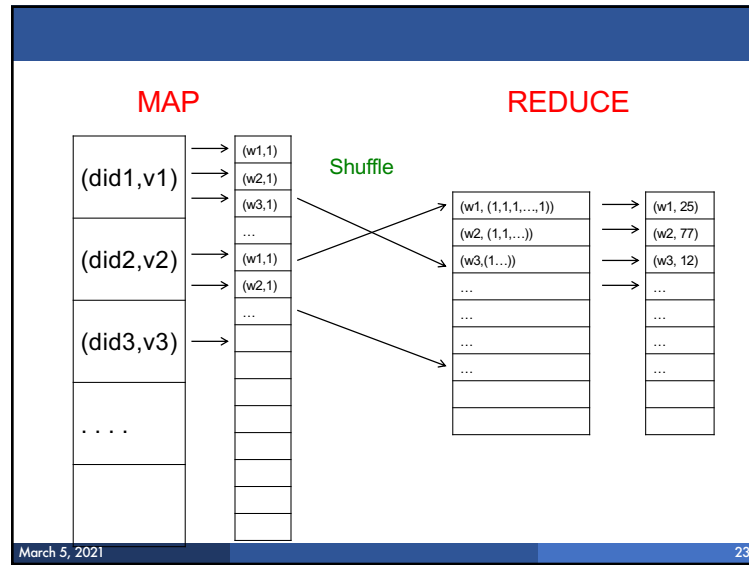 MAP
REDUCE
(did1,v1)
(did2,v2)
(did3,v3)
. . . .
(w1,1)
(w2,1)
(w3,1)
…
(w1,1)
(w2,1)
…
Shuffle
(w1, (1,1,1,…,1))
(w2, (1,1,…))
(w3,(1…))
…
…
…
…
(w1, 25)
(w2, 77)
(w3, 12)
…
…
…
…
March 5, 2021
23